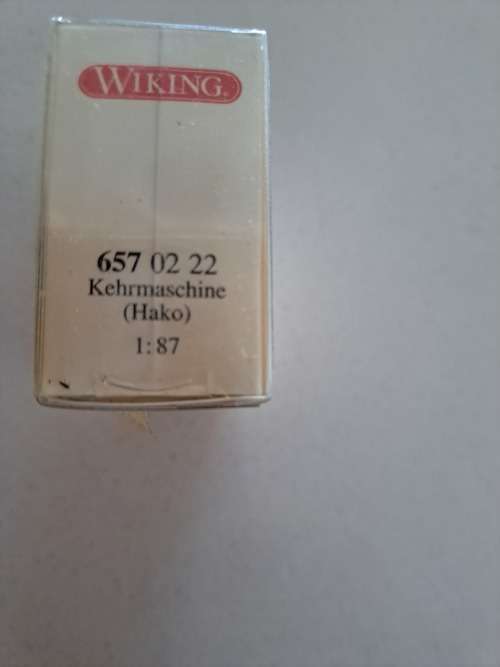 WIKING®
657 02 22
Kehrmaschine
(Hako)
1:87